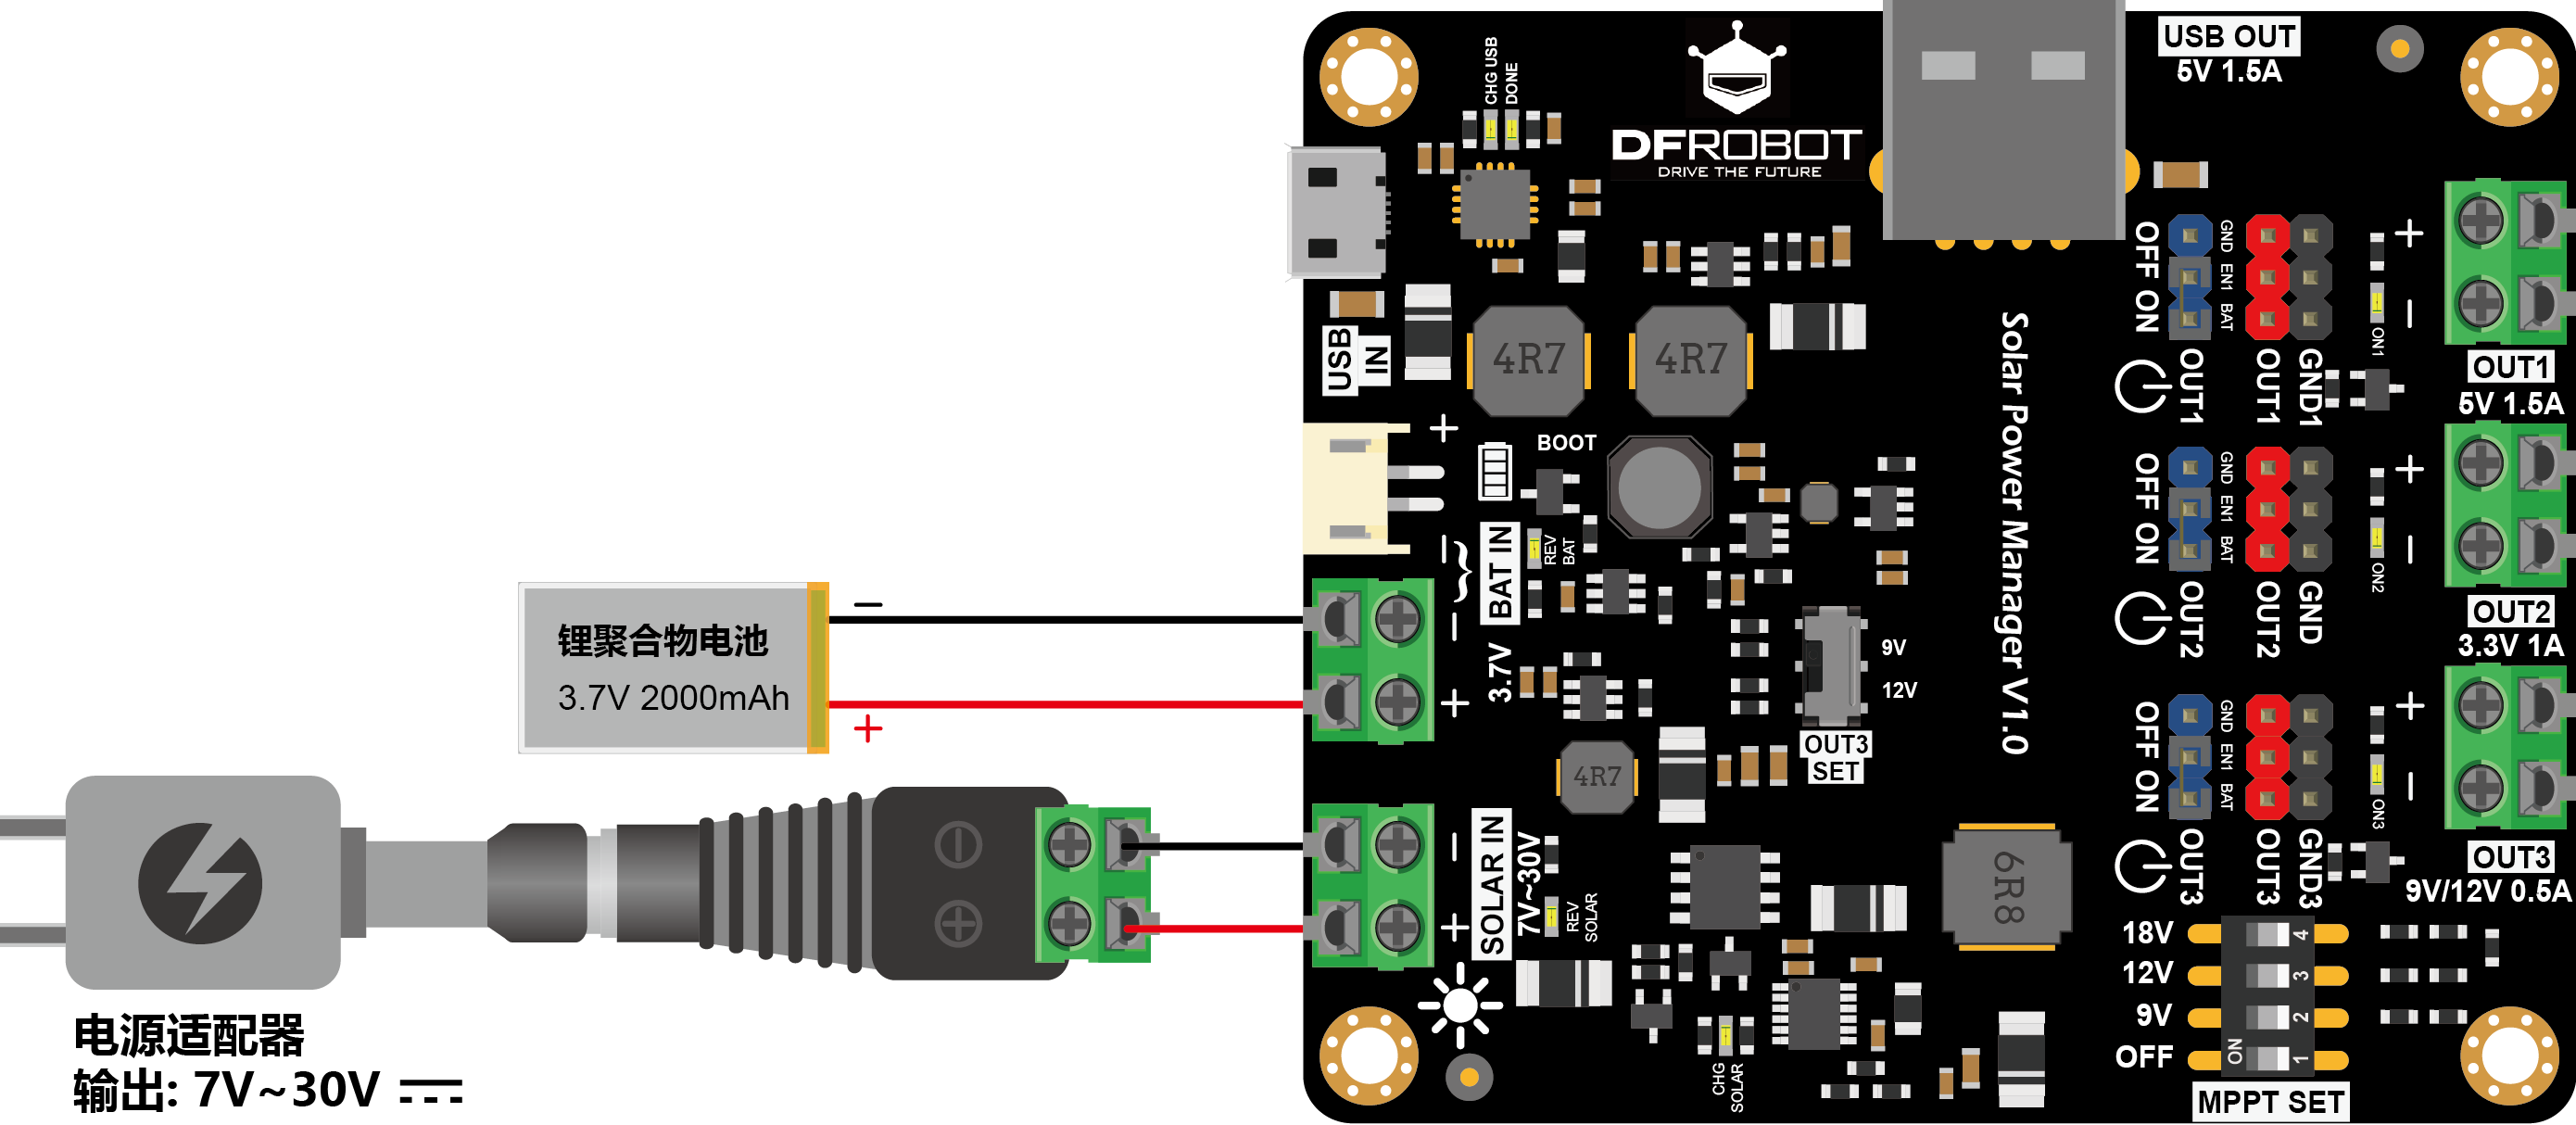 CHG USB
DONE
DFROBOT
DRIVE THE FUTURE
USB OUT
5V 1.5A
USB IN
4R7
4R7
BOOT
+
−
BAT IN
REV BAT
3.7V
−
+
锂聚合物电池
3.7V 2000mAh
−
+
电源适配器
输出: 7V~30V
SOLAR IN
7V~30V
−
+
REV SOLAR
4R7
9V
12V
OUT3
SET
CHG SOLAR
6R8
Solar Power Manager V1.0
OFF ON
GND EN1 BAT
OUT1
OUT1
GND1
ON1
+
−
OUT1
5V 1.5A
OFF ON
GND EN1 BAT
OUT2
OUT2
GND
ON2
+
−
OUT2
3.3V 1A
OFF ON
GND EN1 BAT
OUT3
OUT3
GND3
ON3
+
−
OUT3
9V/12V 0.5A
18V 4
12V 3
9V 2
OFF ON 1
MPPT SET